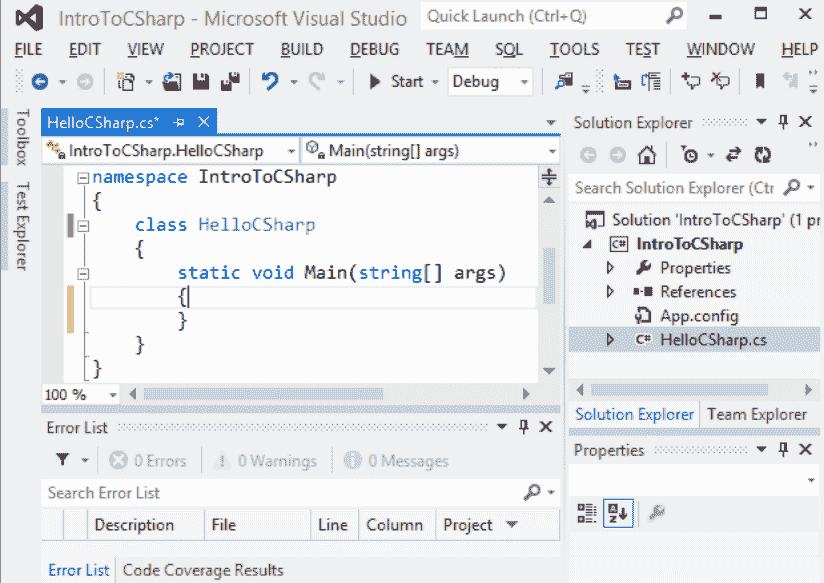 IntroToCSharp - Microsoft Visual Studio
Quick Launch (Ctrl+Q)
FILE EDIT VIEW PROJECT BUILD DEBUG TEAM SQL TOOLS TEST WINDOW HELP
Start Debug
Toolbox
Test Explorer
HelloCSharp.cs*
IntroToCSharp.HelloCSharp Main(string[] args)
namespace IntroToCSharp
{
class HelloCSharp
{
static void Main(string[] args)
{
}
}
}
100 %
Error List
0 Errors 0 Warnings 0 Messages
Search Error List
Description File Line Column Project
Error List Code Coverage Results
Solution Explorer
Search Solution Explorer (Ctr
Solution 'IntroToCSharp' (1 pr
C# IntroToCSharp
Properties
References
App.config
C# HelloCSharp.cs
Solution Explorer Team Explorer
Properties